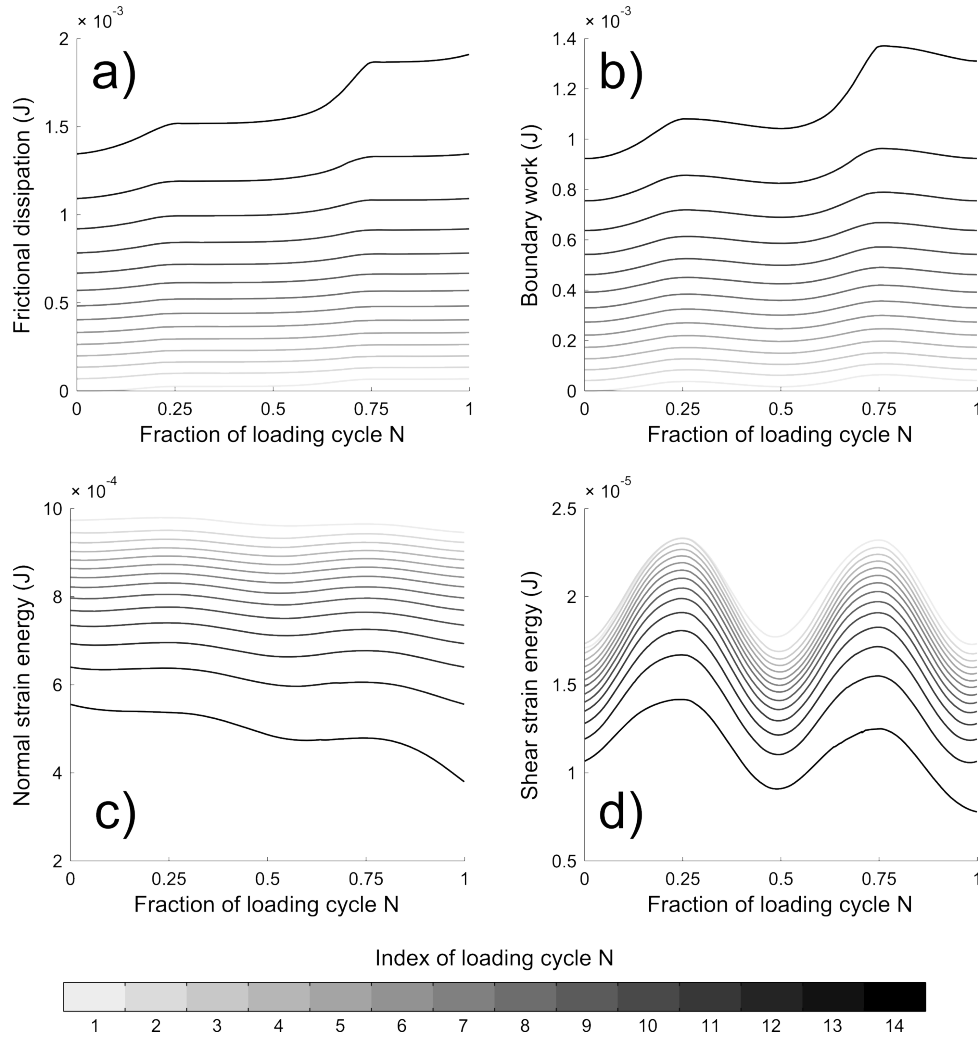 × 10-3
2
1.5
1
0.5
0
a)
Frictional dissipation (J)
0 0.25 0.5 0.75 1
Fraction of loading cycle N
× 10-3
1.4
1.2
1
0.8
0.6
0.4
0.2
0
b)
Boundary work (J)
0 0.25 0.5 0.75 1
Fraction of loading cycle N
× 10-4
10
8
6
4
2
c)
Normal strain energy (J)
0 0.25 0.5 0.75 1
Fraction of loading cycle N
× 10-5
2.5
2
1.5
1
0.5
d)
Shear strain energy (J)
0 0.25 0.5 0.75 1
Fraction of loading cycle N
Index of loading cycle N
1 2 3 4 5 6 7 8 9 10 11 12 13 14